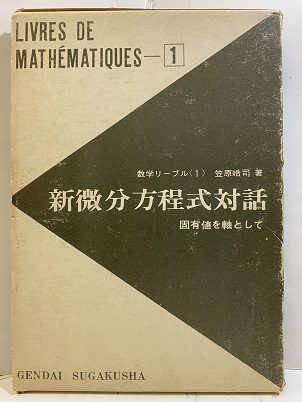 LIVRES DE
MATHÉMATIQUES—1
数学リーブル(1) 笠原晧司 著
新微分方程式対話
固有値を軸として
GENDAI SUGAKUSHA